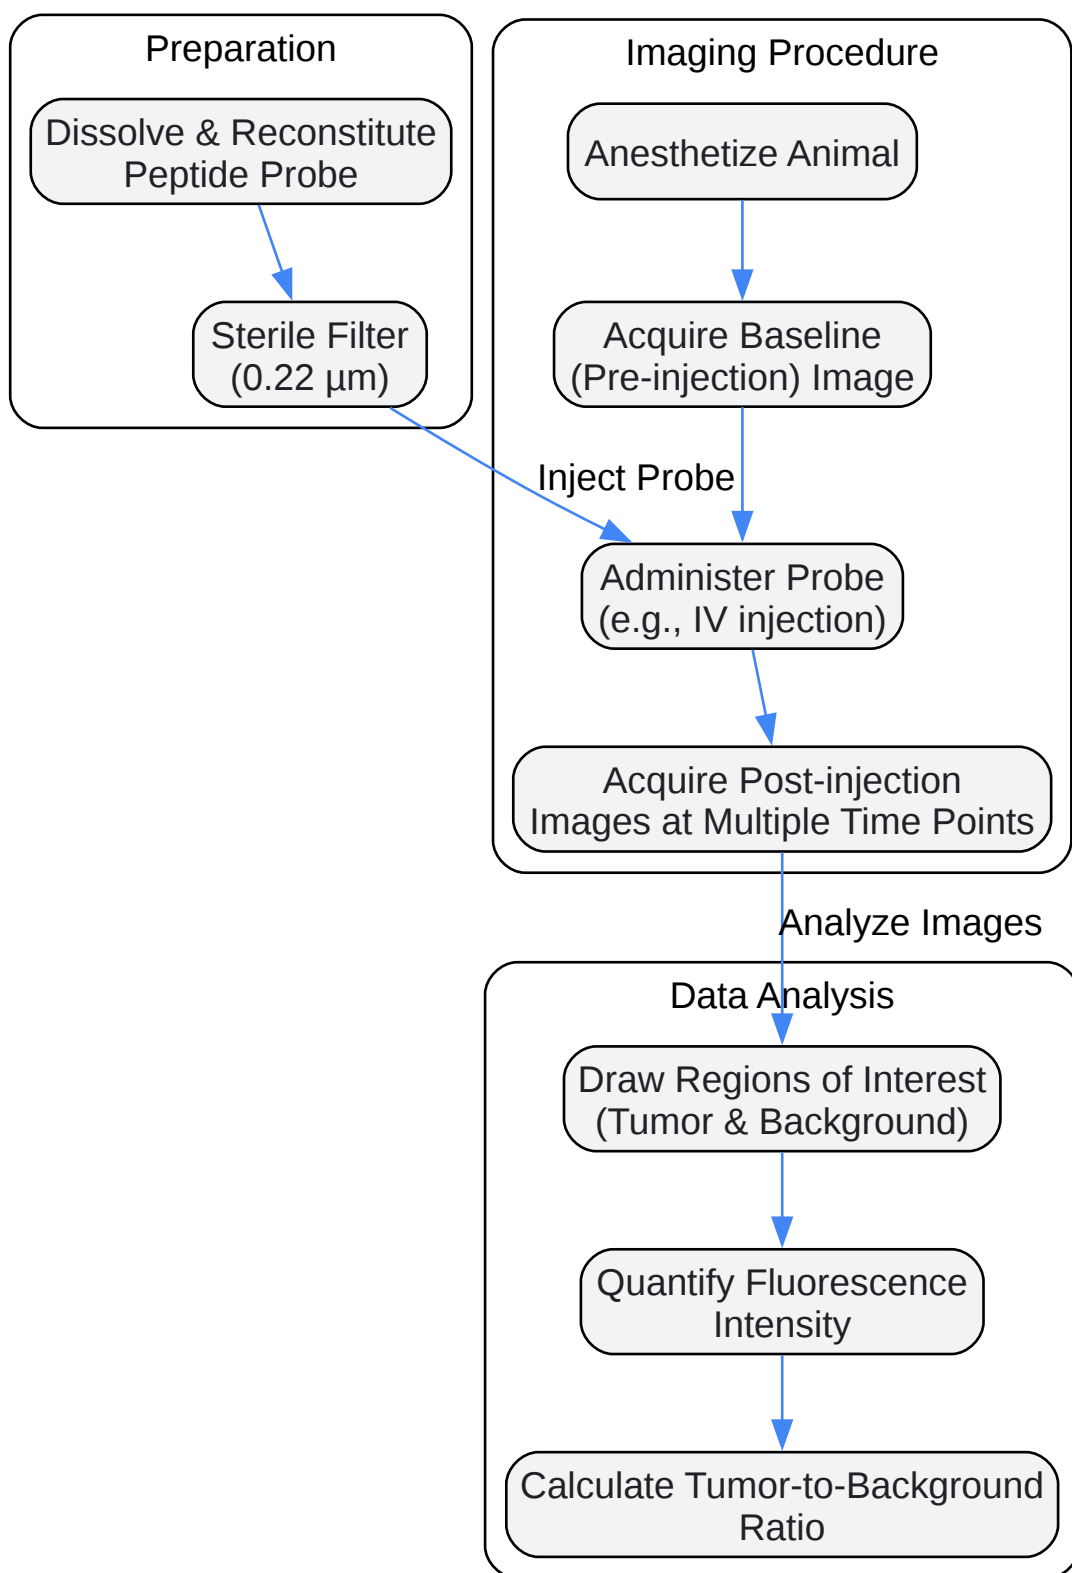 Preparation
Dissolve & Reconstitute
Peptide Probe
Sterile Filter
(0.22 µm)
Imaging Procedure
Anesthetize Animal
Acquire Baseline
(Pre-injection) Image
Inject Probe
Administer Probe
(e.g., IV injection)
Acquire Post-injection
Images at Multiple Time Points
Analyze Images
Data Analysis
Draw Regions of Interest
(Tumor & Background)
Quantify Fluorescence
Intensity
Calculate Tumor-to-Background
Ratio